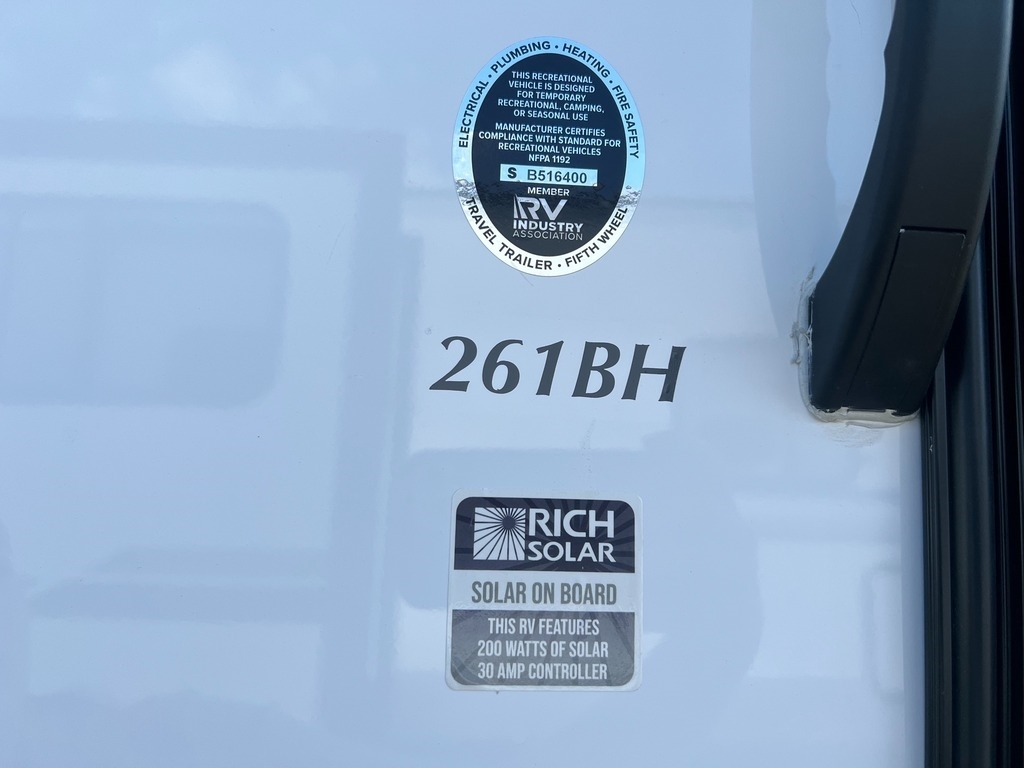 ELECTRICAL • PLUMBING • HEATING • FIRE SAFETY
THIS RECREATIONAL
VEHICLE IS DESIGNED
FOR TEMPORARY
RECREATIONAL, CAMPING,
OR SEASONAL USE
MANUFACTURER CERTIFIES
COMPLIANCE WITH STANDARD FOR
RECREATIONAL VEHICLES
NFPA 1192
S B516400
MEMBER
RV
INDUSTRY
ASSOCIATION
TRAVEL TRAILER • FIFTH WHEEL
261BH
RICH
SOLAR
SOLAR ON BOARD
THIS RV FEATURES
200 WATTS OF SOLAR
30 AMP CONTROLLER